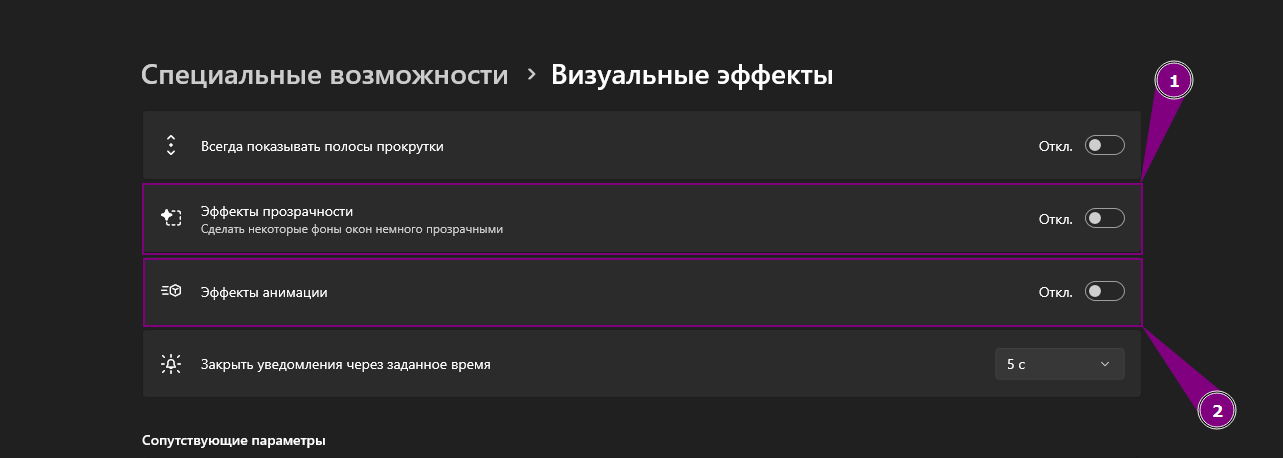 Специальные возможности > Визуальные эффекты
1
Всегда показывать полосы прокрутки Откл.
Эффекты прозрачности Откл.
Сделать некоторые фоны окон немного прозрачными
Эффекты анимации Откл.
Закрыть уведомления через заданное время 5 с
2
Сопутствующие параметры